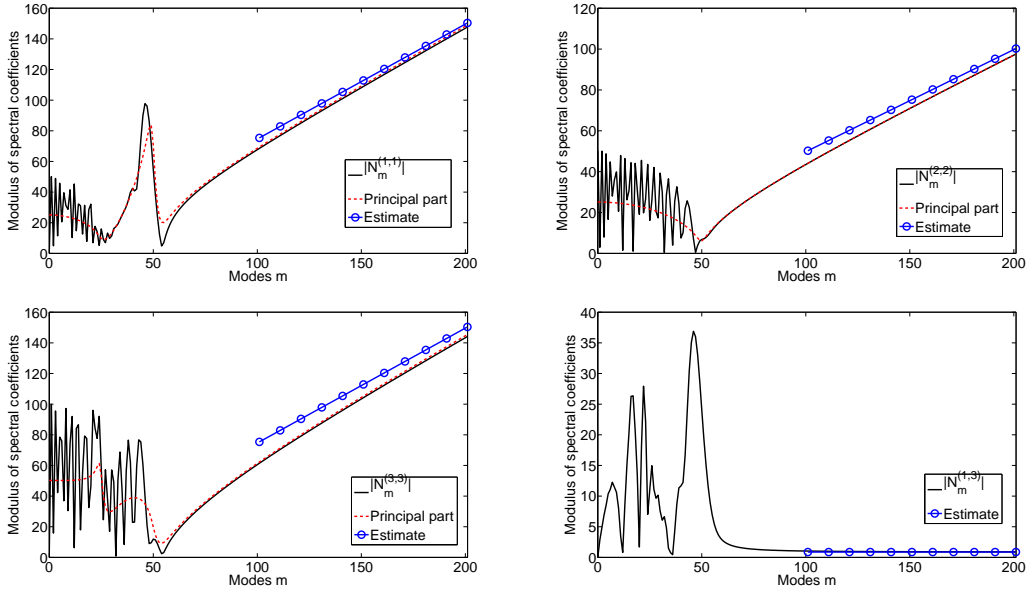 160
140
120
100
80
60
40
20
0
Modulus of spectral coefficients
0 50 100 150 200
Modes m
|N_m^(1,1)|
Principal part
Estimate
120
100
80
60
40
20
0
Modulus of spectral coefficients
0 50 100 150 200
Modes m
|N_m^(2,2)|
Principal part
Estimate
160
140
120
100
80
60
40
20
0
Modulus of spectral coefficients
0 50 100 150 200
Modes m
|N_m^(3,3)|
Principal part
Estimate
40
35
30
25
20
15
10
5
0
Modulus of spectral coefficients
0 50 100 150 200
Modes m
|N_m^(1,3)|
Estimate